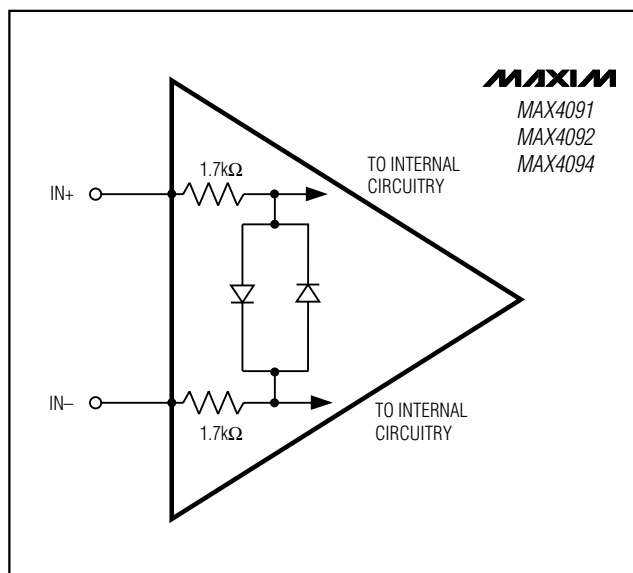 MAXIM
MAX4091
MAX4092
MAX4094
TO INTERNAL
CIRCUITRY
1.7kΩ
IN+
IN–
1.7kΩ
TO INTERNAL
CIRCUITRY